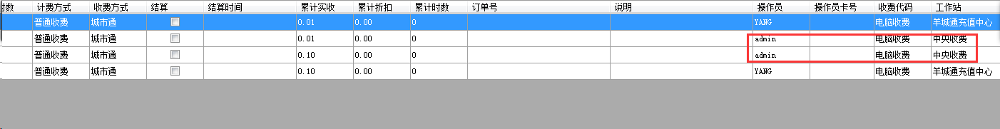 时数 计费方式 收费方式 结算 结算时间 累计实收 累计折扣 累计时数 订单号 说明 操作员 操作员卡号 收费代码 工作站
普通收费 城市通 0.01 0.00 0 YANG 电脑收费 羊城通充值中心
普通收费 城市通 0.01 0.00 0 admin 电脑收费 中央收费
普通收费 城市通 0.10 0.00 0 admin 电脑收费 中央收费
普通收费 城市通 0.10 0.00 0 YANG 电脑收费 羊城通充值中心